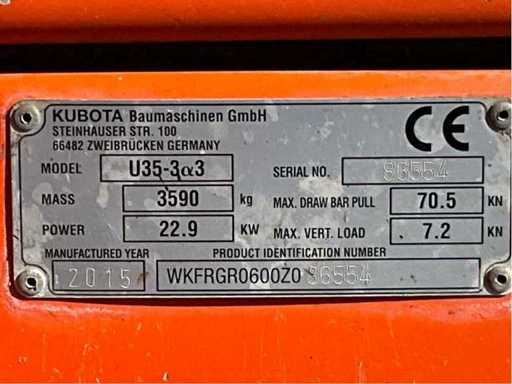 KUBOTA Baumaschinen GmbH
STEINHAUSER STR. 100
66482 ZWEIBRÜCKEN GERMANY
CE
MODEL U35-3α3 SERIAL NO. 86554
MASS 3590 kg MAX. DRAW BAR PULL 70.5 KN
POWER 22.9 KW MAX. VERT. LOAD 7.2 KN
MANUFACTURED YEAR PRODUCT IDENTIFICATION NUMBER
2015 WKFRGR0600Z086554